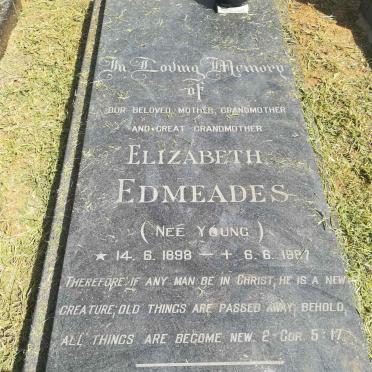 In Loving Memory
of
OUR BELOVED MOTHER, GRANDMOTHER
AND GREAT GRANDMOTHER
ELIZABETH
EDMEADES
( NEÉ YOUNG )
★ 14. 6. 1898 – + 6. 6. 1987
THEREFORE IF ANY MAN BE IN CHRIST, HE IS A NEW
CREATURE; OLD THINGS ARE PASSED AWAY; BEHOLD,
ALL THINGS ARE BECOME NEW. 2-COR. 5:17.